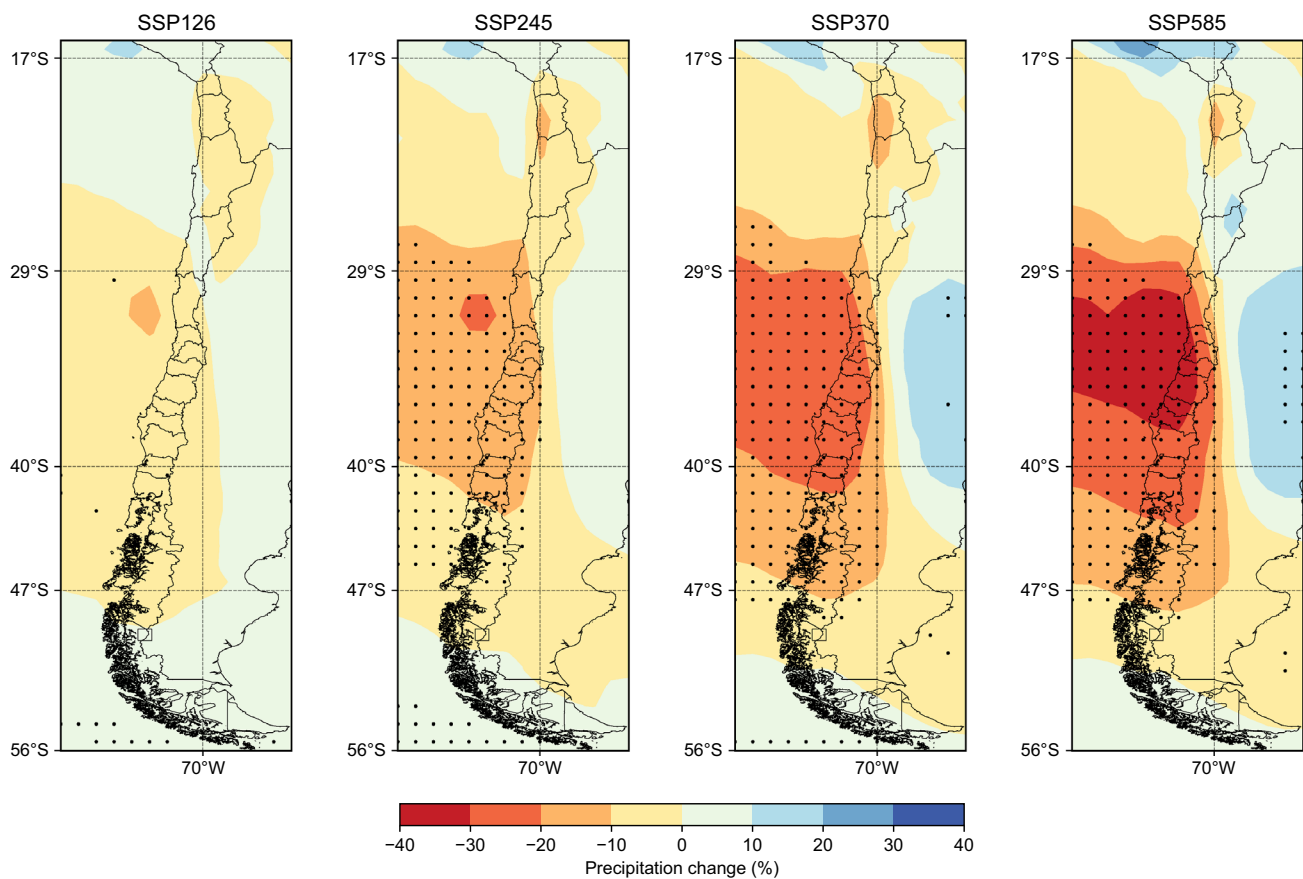 SSP126 SSP245 SSP370 SSP585
17°S 17°S 17°S 17°S
29°S 29°S 29°S 29°S
40°S 40°S 40°S 40°S
47°S 47°S 47°S 47°S
56°S 56°S 56°S 56°S
70°W 70°W 70°W 70°W
−40 −30 −20 −10 0 10 20 30 40
Precipitation change (%)